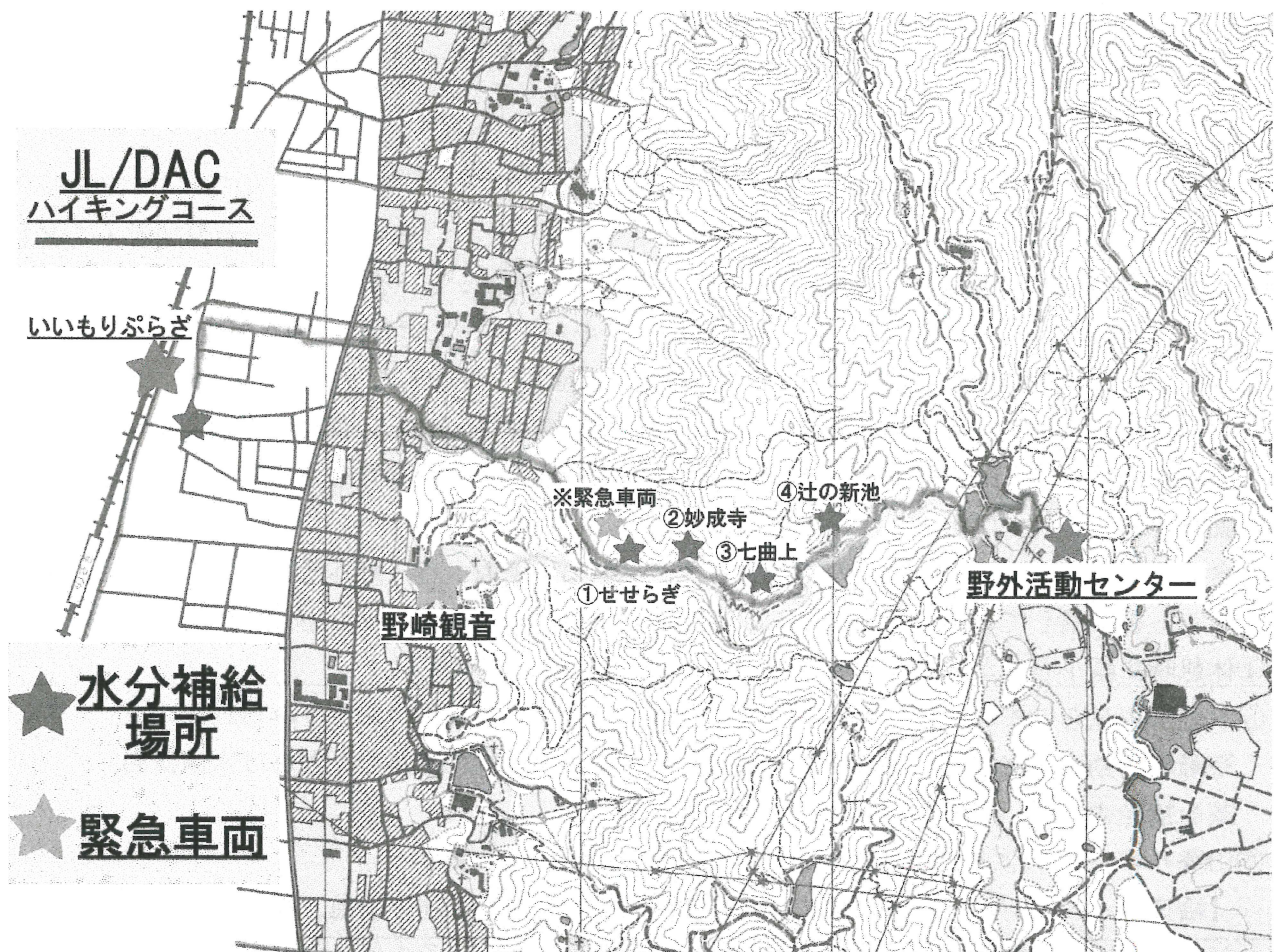 JL/DAC
ハイキングコース
いいもりぷらざ
※緊急車両
②妙成寺
④辻の新池
③七曲上
①せせらぎ
野外活動センター
野崎観音
水分補給
場所
緊急車両